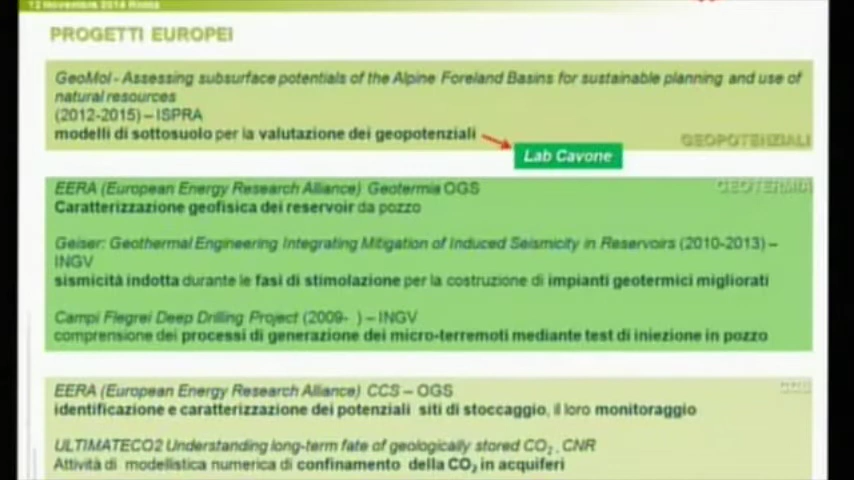 12 Novembre 2014 Roma
PROGETTI EUROPEI
GeoMol - Assessing subsurface potentials of the Alpine Foreland Basins for sustainable planning and use of
natural resources
(2012-2015) – ISPRA
modelli di sottosuolo per la valutazione dei geopotenziali
GEOPOTENZIALI
Lab Cavone
EERA (European Energy Research Alliance) Geotermia OGS
GEOTERMIA
Caratterizzazione geofisica dei reservoir da pozzo
Geiser: Geothermal Engineering Integrating Mitigation of Induced Seismicity in Reservoirs (2010-2013) –
INGV
sismicità indotta durante le fasi di stimolazione per la costruzione di impianti geotermici migliorati
Campi Flegrei Deep Drilling Project (2009- ) – INGV
comprensione dei processi di generazione dei micro-terremoti mediante test di iniezione in pozzo
EERA (European Energy Research Alliance) CCS – OGS
identificazione e caratterizzazione dei potenziali siti di stoccaggio, il loro monitoraggio
ULTIMATECO2 Understanding long-term fate of geologically stored CO2 , CNR
Attività di modellistica numerica di confinamento della CO2 in acquiferi